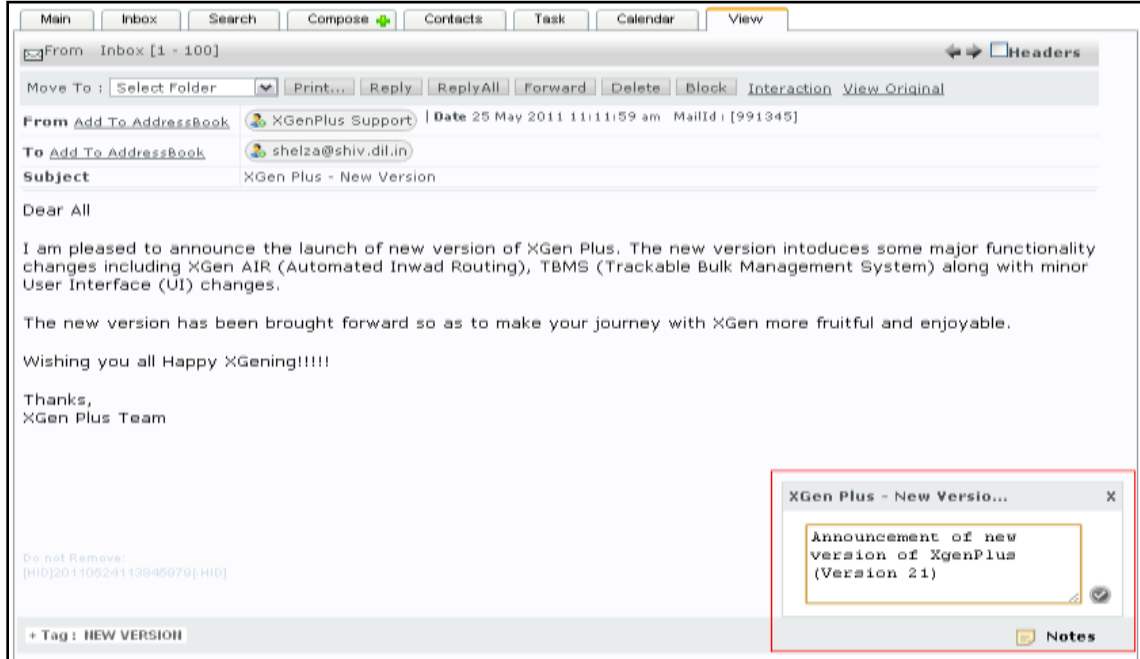 Main Inbox Search Compose Contacts Task Calendar View
From Inbox [1 - 100] Headers
Move To : Select Folder Print... Reply ReplyAll Forward Delete Block Interaction View Original
From Add To AddressBook XGenPlus Support | Date 25 May 2011 11:11:59 am MailId : [991345]
To Add To AddressBook shelza@shiv.dil.in
Subject XGen Plus - New Version
Dear All
I am pleased to announce the launch of new version of XGen Plus. The new version intoduces some major functionality
changes including XGen AIR (Automated Inwad Routing), TBMS (Trackable Bulk Management System) along with minor
User Interface (UI) changes.
The new version has been brought forward so as to make your journey with XGen more fruitful and enjoyable.
Wishing you all Happy XGening!!!!!
Thanks,
XGen Plus Team
XGen Plus - New Versio... X
Announcement of new
version of XgenPlus
(Version 21)
Do not Remove:
+ Tag : NEW VERSION
Notes